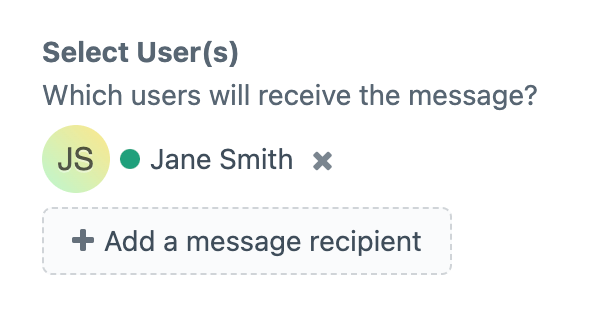 Select User(s)
Which users will receive the message?
JS Jane Smith
Add a message recipient